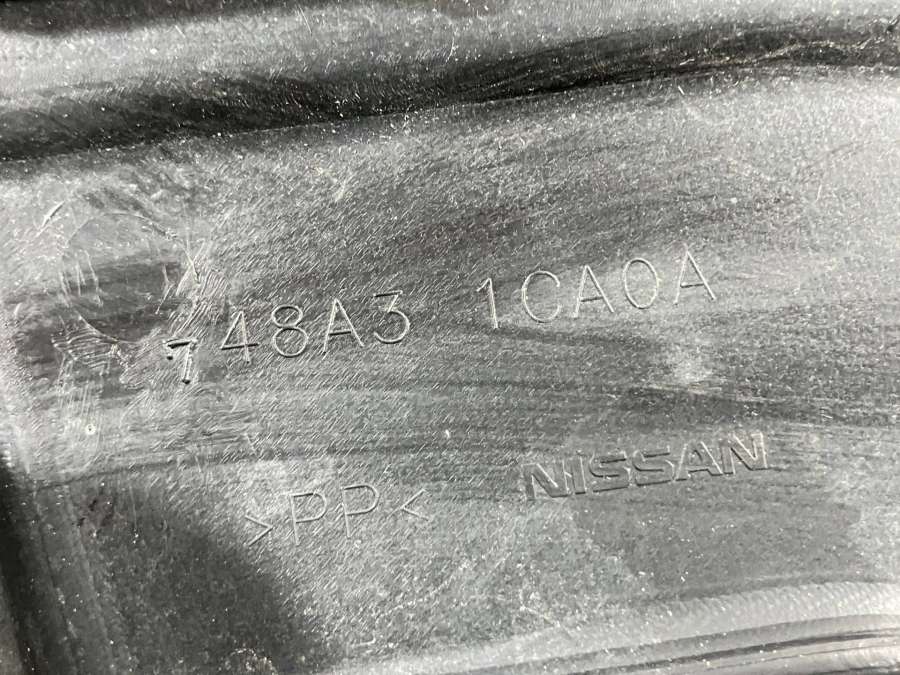 748A3 1CA0A
NISSAN
>PP<